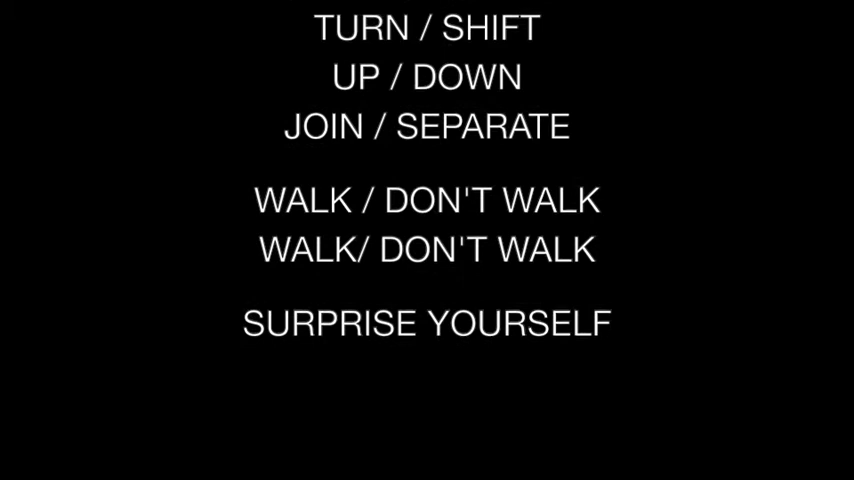 TURN / SHIFT
UP / DOWN
JOIN / SEPARATE
WALK / DON'T WALK
WALK/ DON'T WALK
SURPRISE YOURSELF